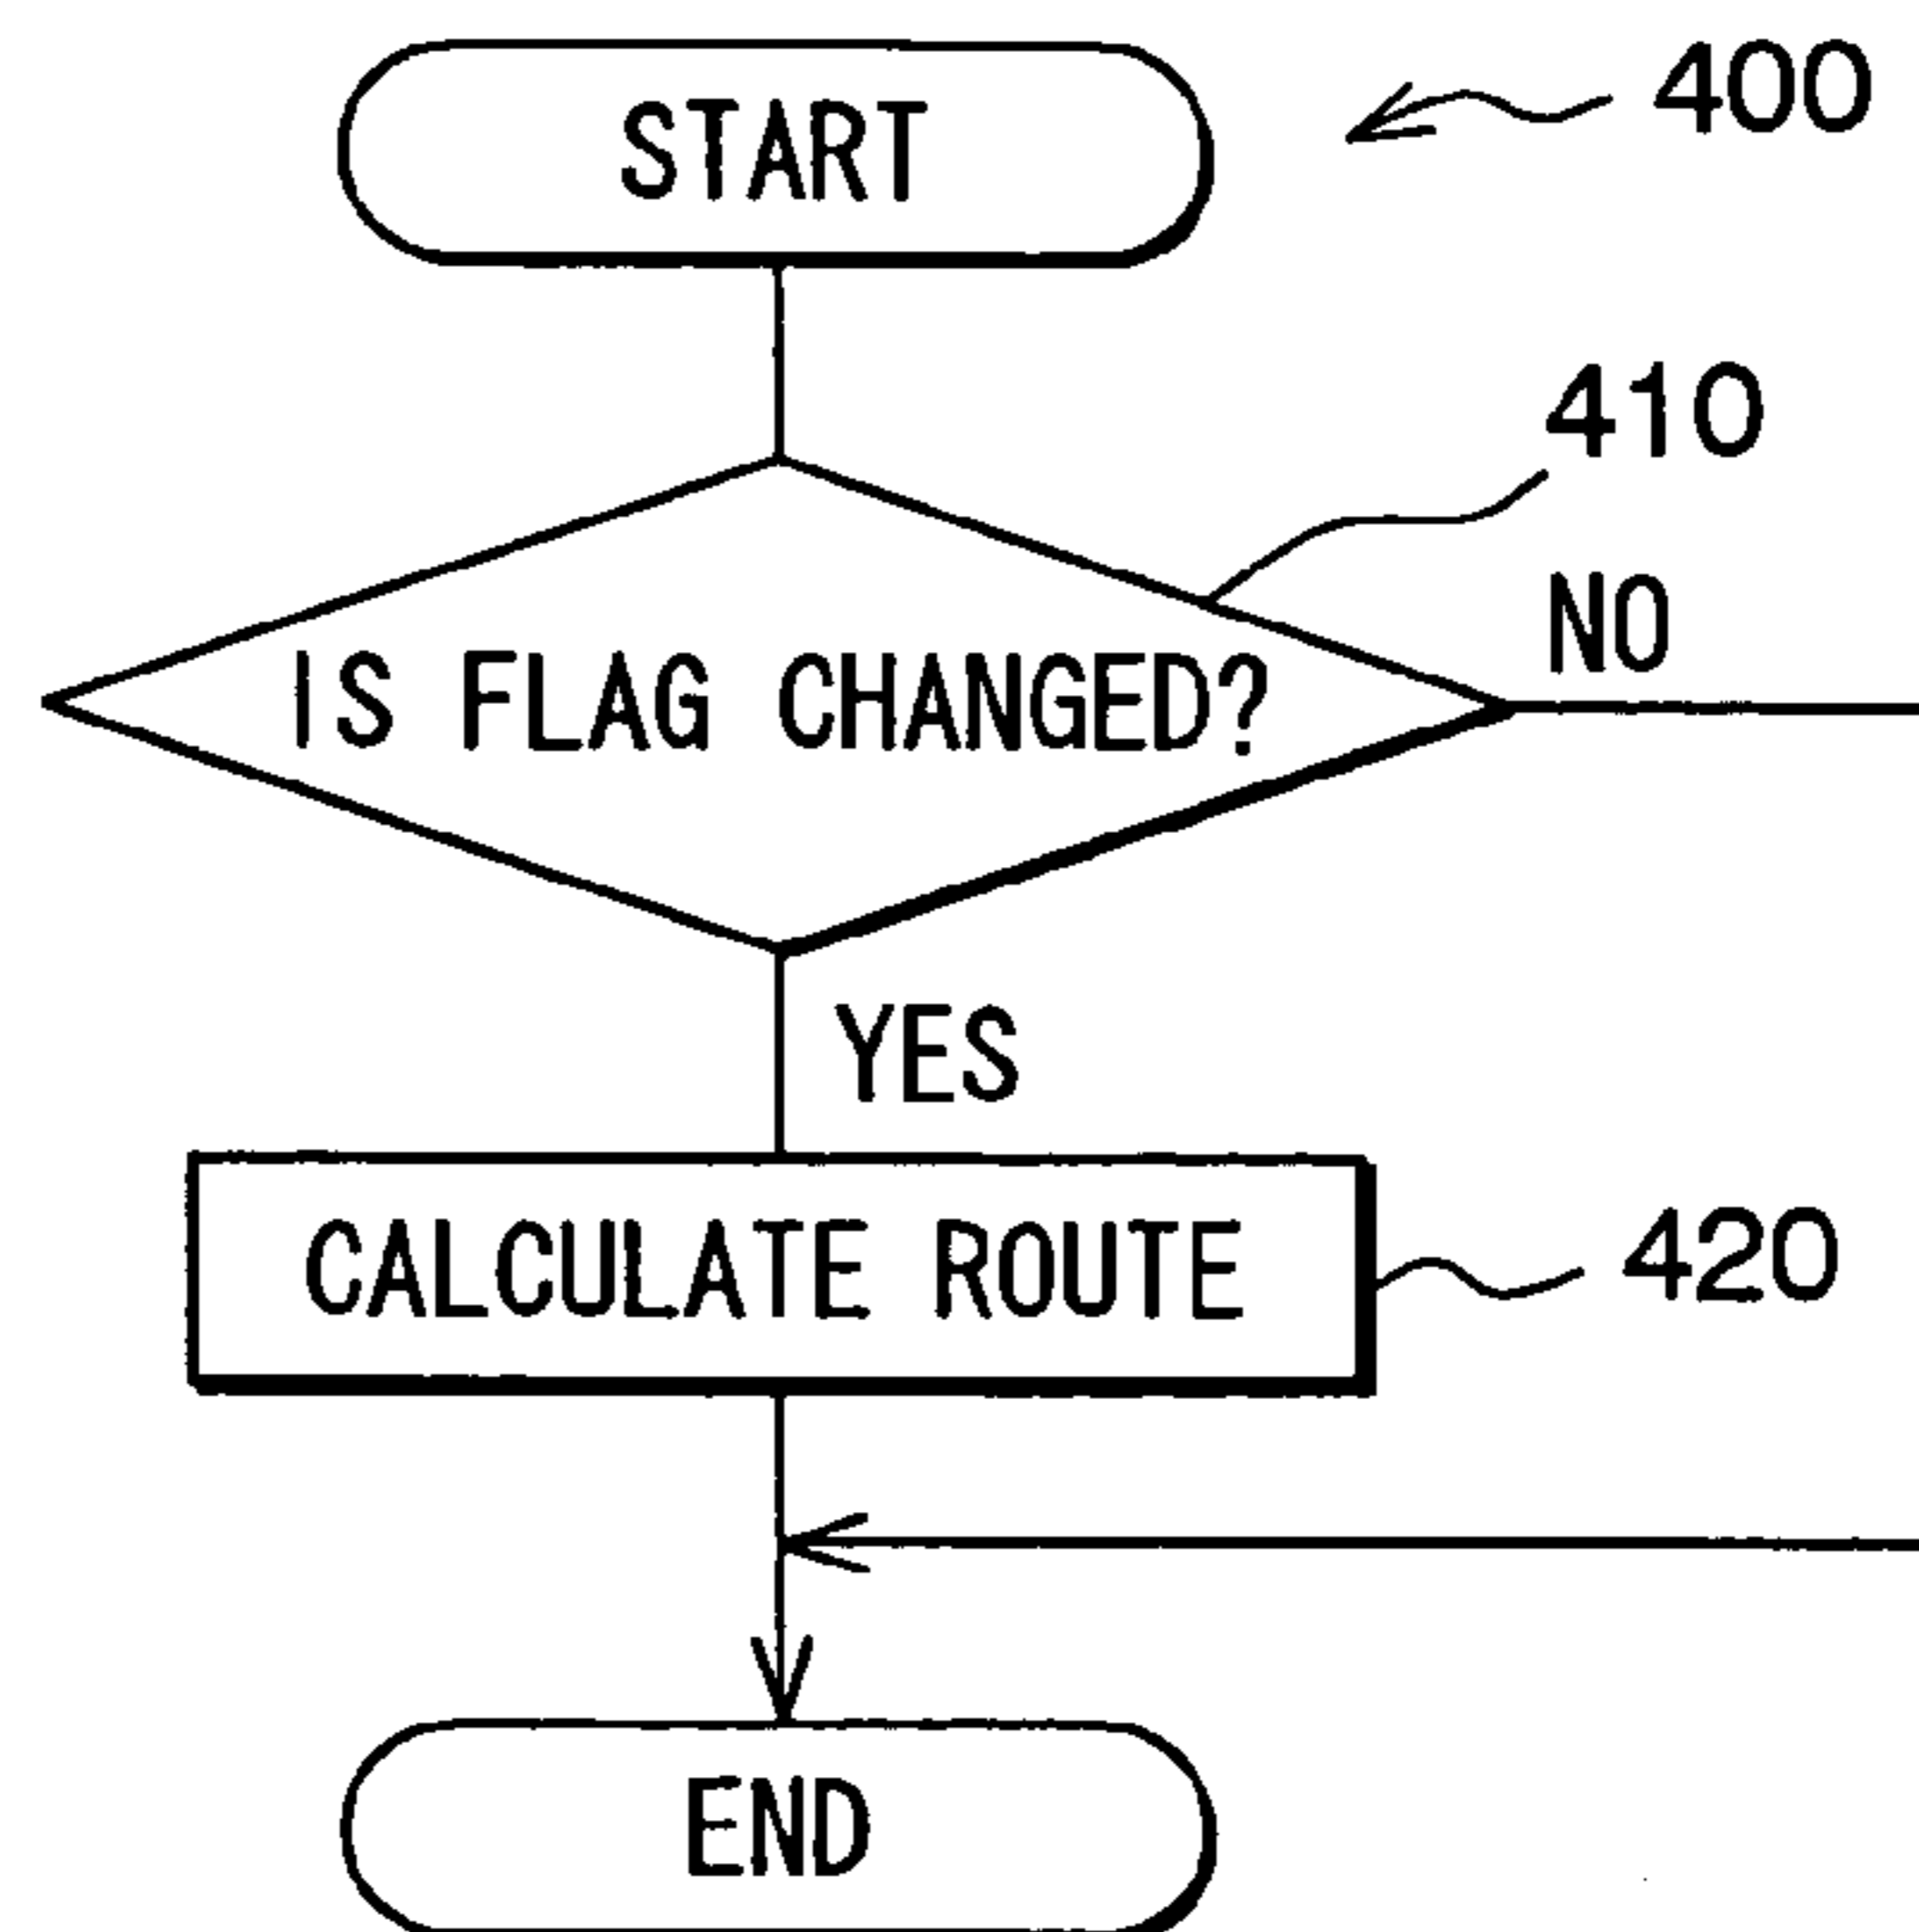 START
400
410
NO
IS FLAG CHANGED?
YES
CALCULATE ROUTE
420
END